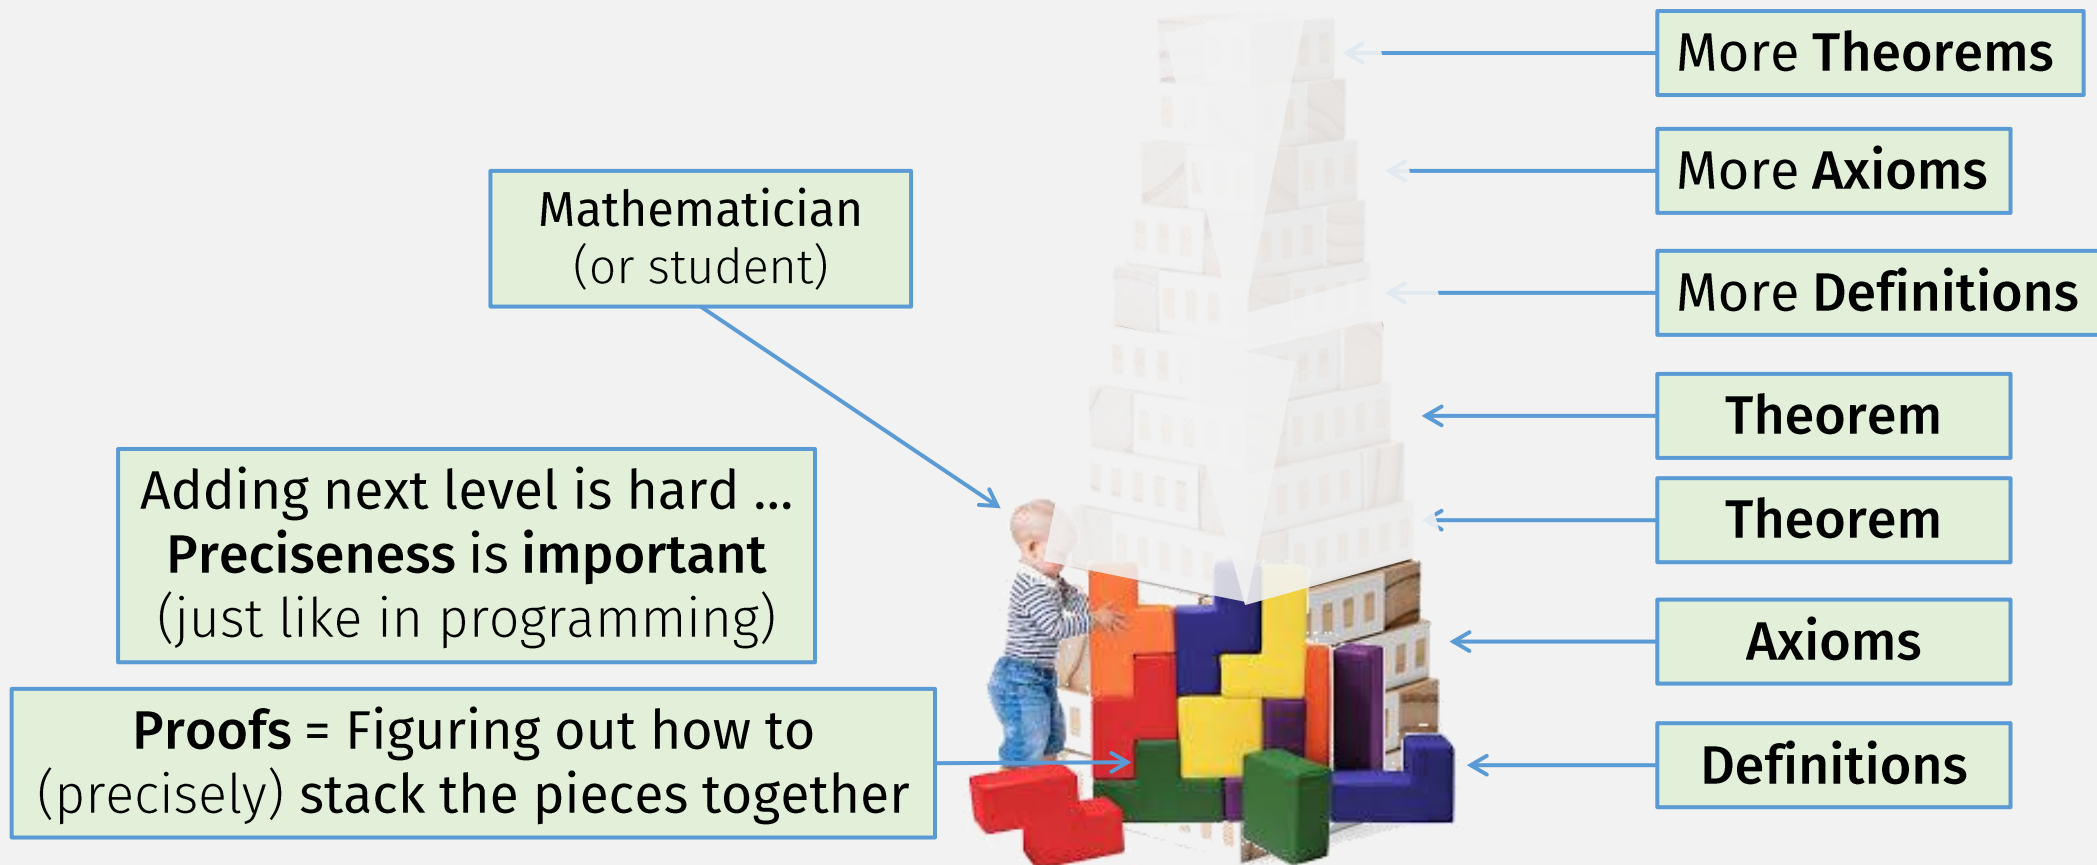 More Theorems
More Axioms
Mathematician
(or student)
More Definitions
Theorem
Adding next level is hard ...
Preciseness is important
(just like in programming)
Theorem
Axioms
Proofs = Figuring out how to
(precisely) stack the pieces together
Definitions